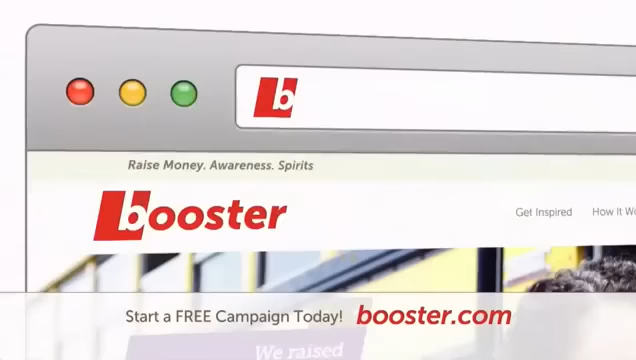 b
Raise Money. Awareness. Spirits
booster
Get Inspired
Start a FREE Campaign Today! booster.com
We raised